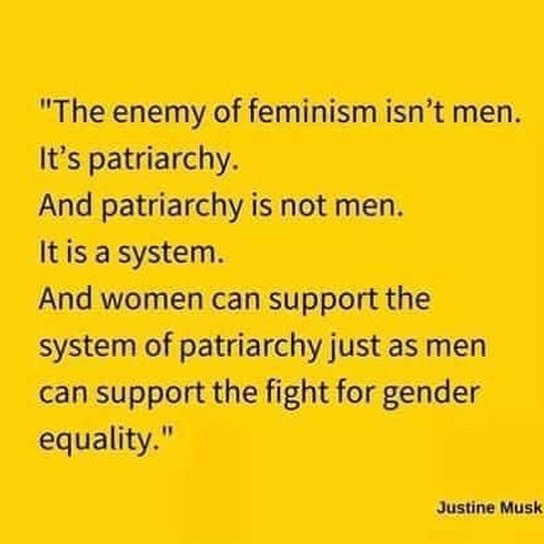 "The enemy of feminism isn’t men.
It’s patriarchy.
And patriarchy is not men.
It is a system.
And women can support the
system of patriarchy just as men
can support the fight for gender
equality."
Justine Musk